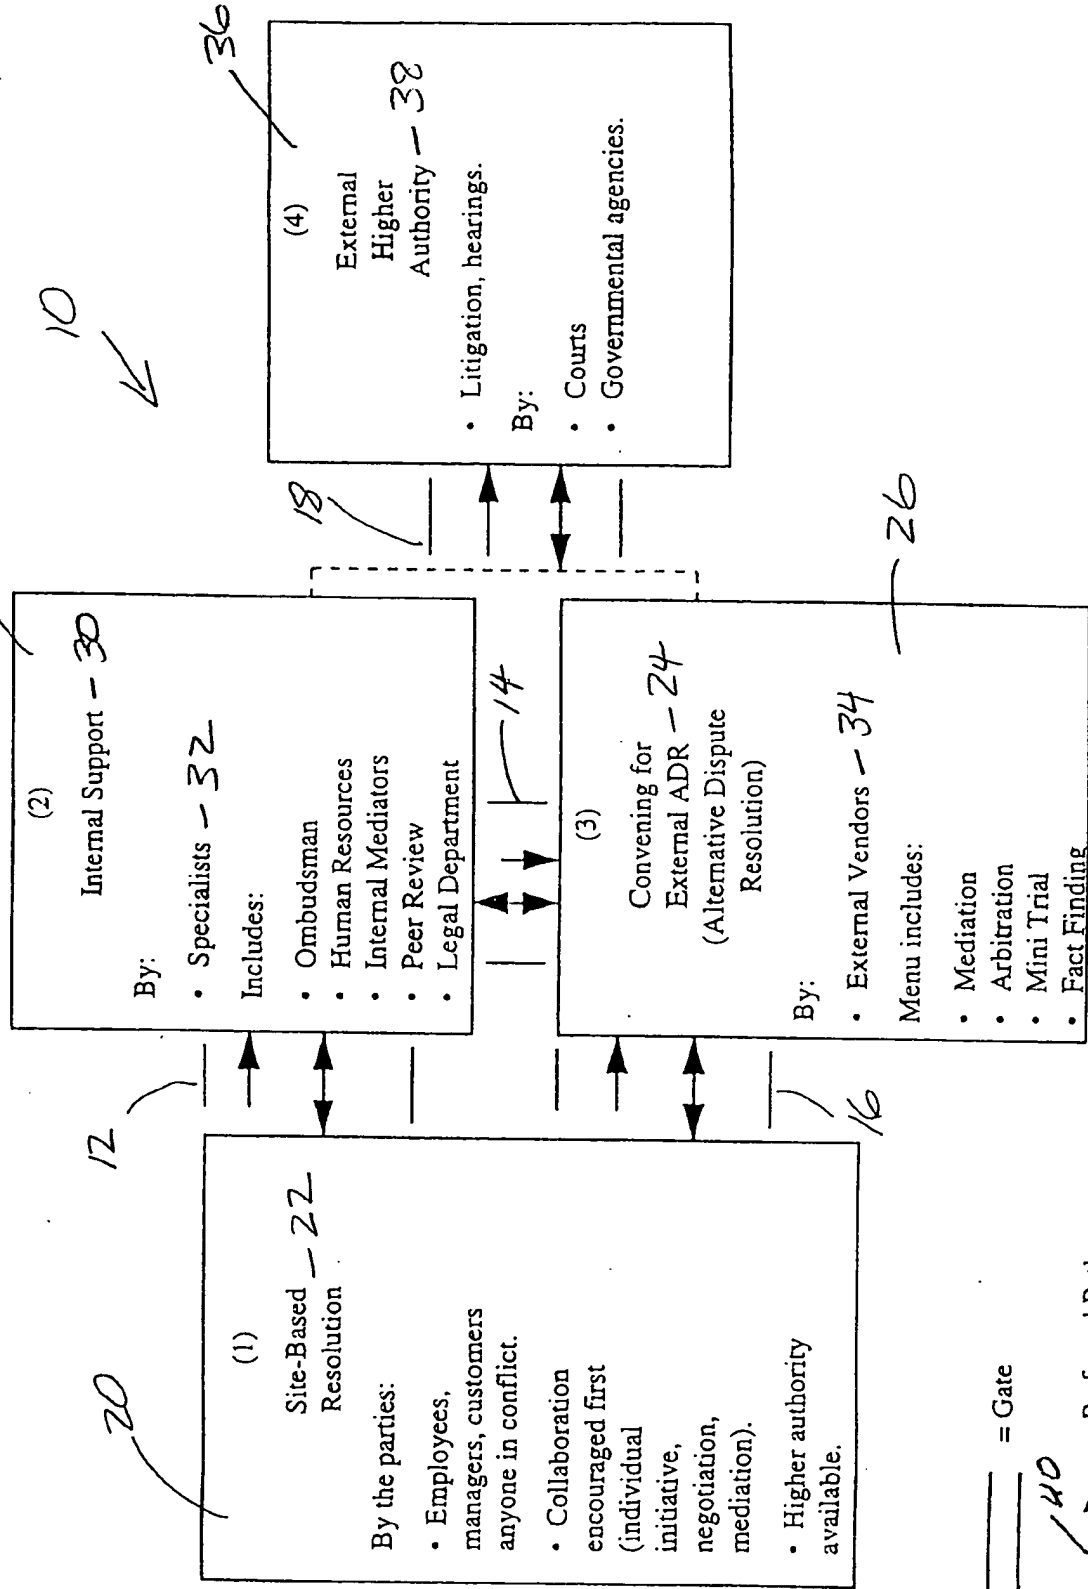 10
36
(4)
External
Higher
Authority — 38
• Litigation, hearings.
By:
• Courts
• Governmental agencies.
18
(2)
Internal Support — 30
By:
• Specialists — 32
Includes:
• Ombudsman
• Human Resources
• Internal Mediators
• Peer Review
• Legal Department
12
14
(3)
Convening for
External ADR — 24
(Alternative Dispute
Resolution)
By:
• External Vendors — 34
Menu includes:
• Mediation
• Arbitration
• Mini Trial
• Fact Finding
26
16
20
(1)
Site-Based
Resolution — 22
By the parties:
• Employees,
managers, customers
anyone in conflict.
• Collaboration
encouraged first
(individual
initiative,
negotiation,
mediation).
• Higher authority
available.
= Gate
40